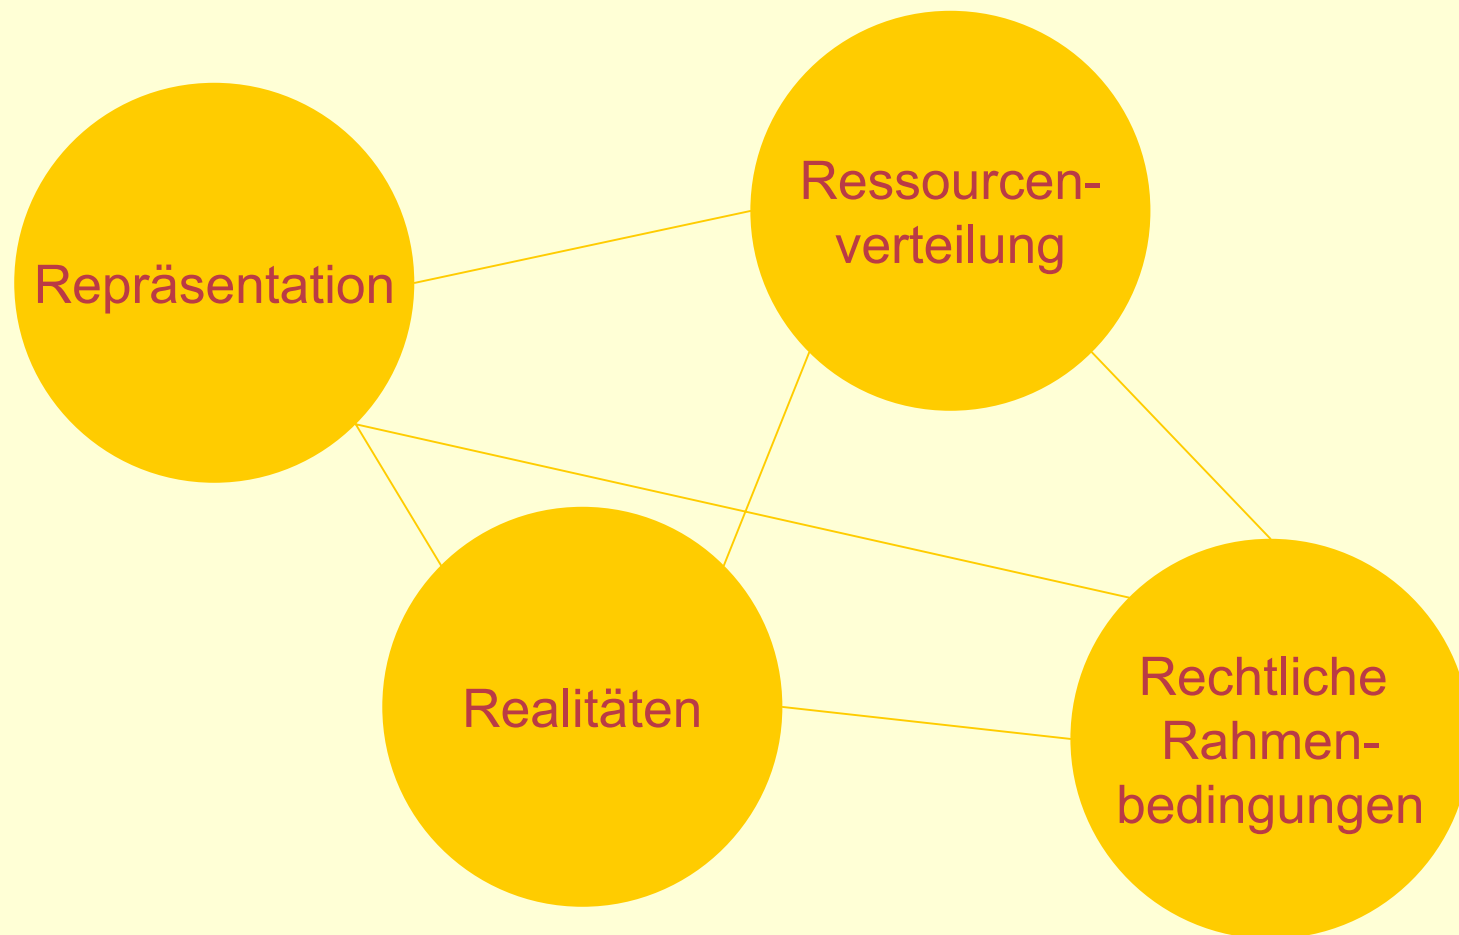 Repräsentation
Ressourcen-
verteilung
Realitäten
Rechtliche
Rahmen-
bedingungen